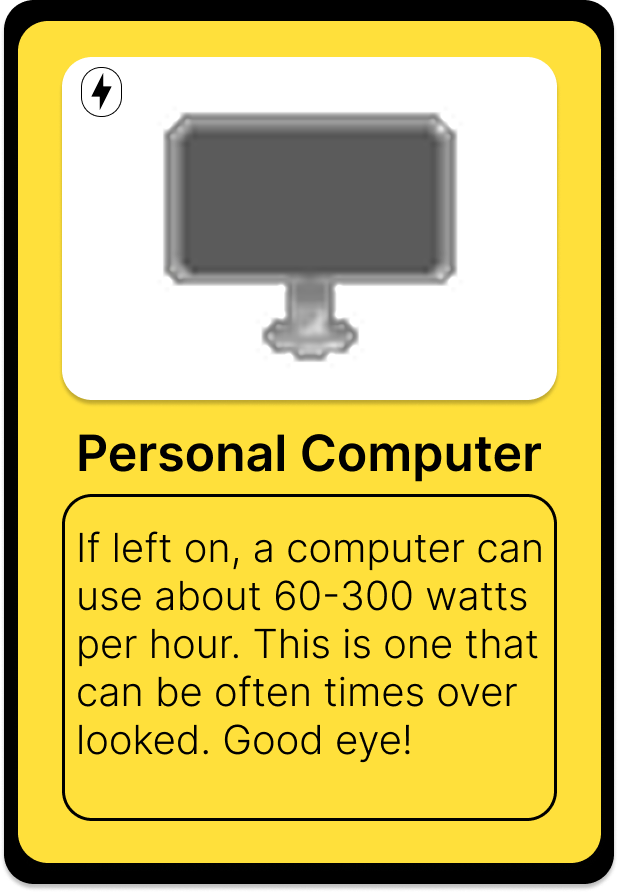 Personal Computer
If left on, a computer can
use about 60-300 watts
per hour. This is one that
can be often times over
looked. Good eye!